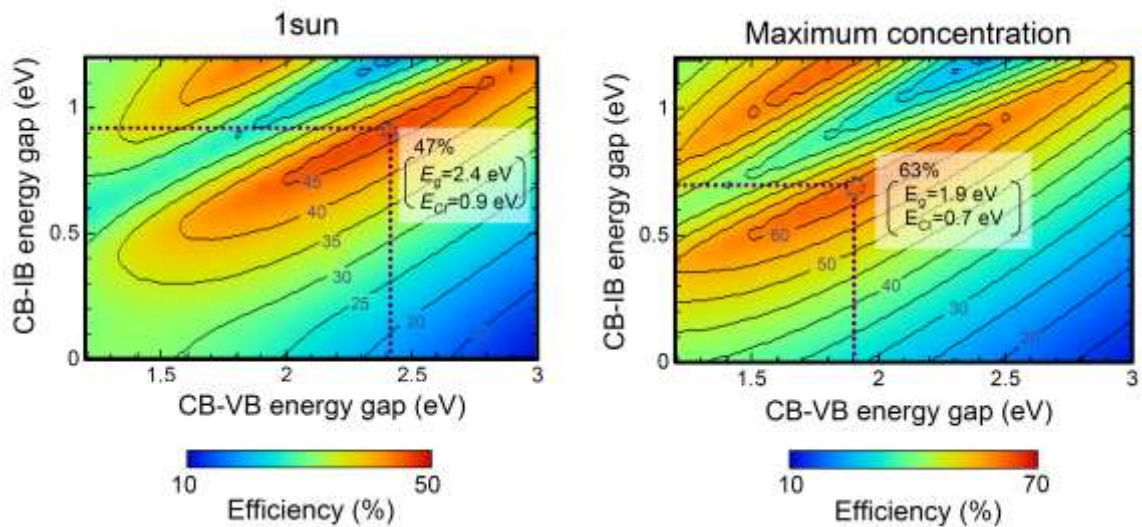 1sun
CB-IB energy gap (eV)
1
0.5
0
47%
Eg=2.4 eV
ECI=0.9 eV
45
40
35
30
25
20
1.5
2
2.5
3
CB-VB energy gap (eV)
10
50
Efficiency (%)
Maximum concentration
CB-IB energy gap (eV)
1
0.5
0
63%
Eg=1.9 eV
ECI=0.7 eV
60
50
40
30
20
1.5
2
2.5
3
CB-VB energy gap (eV)
10
70
Efficiency (%)